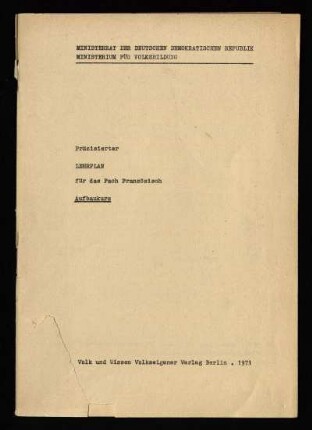 MINISTERRAT DER DEUTSCHEN DEMOKRATISCHEN REPUBLIK
MINISTERIUM FÜR VOLKSBILDUNG
Präzisierter
LEHRPLAN
für das Fach Französisch
Aufbaukurs
Volk und Wissen Volkseigener Verlag Berlin . 1973